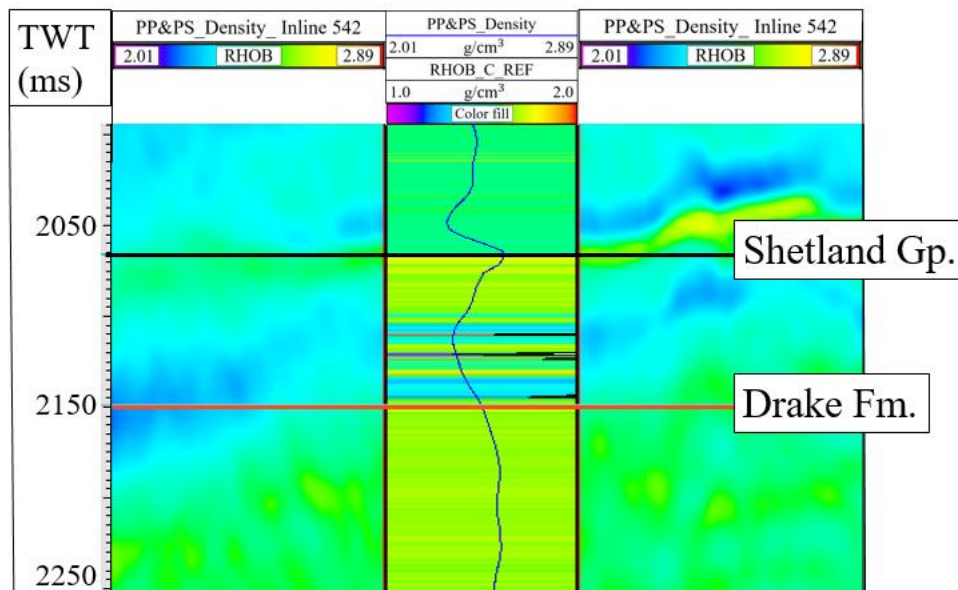 TWT
(ms)
PP&PS_Density_ Inline 542
2.01 RHOB 2.89
PP&PS_Density
2.01 g/cm³ 2.89
RHOB_C_REF
1.0 g/cm³ 2.0
Color fill
PP&PS_Density_ Inline 542
2.01 RHOB 2.89
2050
Shetland Gp.
2150
Drake Fm.
2250